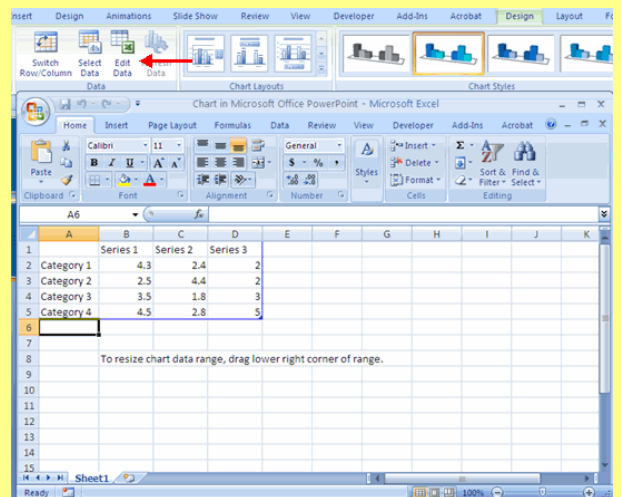 nsert Design Animations Slide Show Review View Developer Add-Ins Acrobat Design Layout Fo
Switch Row/Column Select Data Edit Data Refresh Data
Data Chart Layouts Chart Styles
Chart in Microsoft Office PowerPoint - Microsoft Excel
Home Insert Page Layout Formulas Data Review View Developer Add-Ins Acrobat
Calibri 11 General Insert Σ
Paste B I U A A $ % , Styles Delete Sort & Filter Find & Select
A Format
Clipboard Font Alignment Number Cells Editing
A6 fx
A B C D E F G H I J K
1 Series 1 Series 2 Series 3
2 Category 1 4.3 2.4 2
3 Category 2 2.5 4.4 2
4 Category 3 3.5 1.8 3
5 Category 4 4.5 2.8 5
6
7
8 To resize chart data range, drag lower right corner of range.
9
10
11
12
13
14
15
Sheet1
Ready 100%